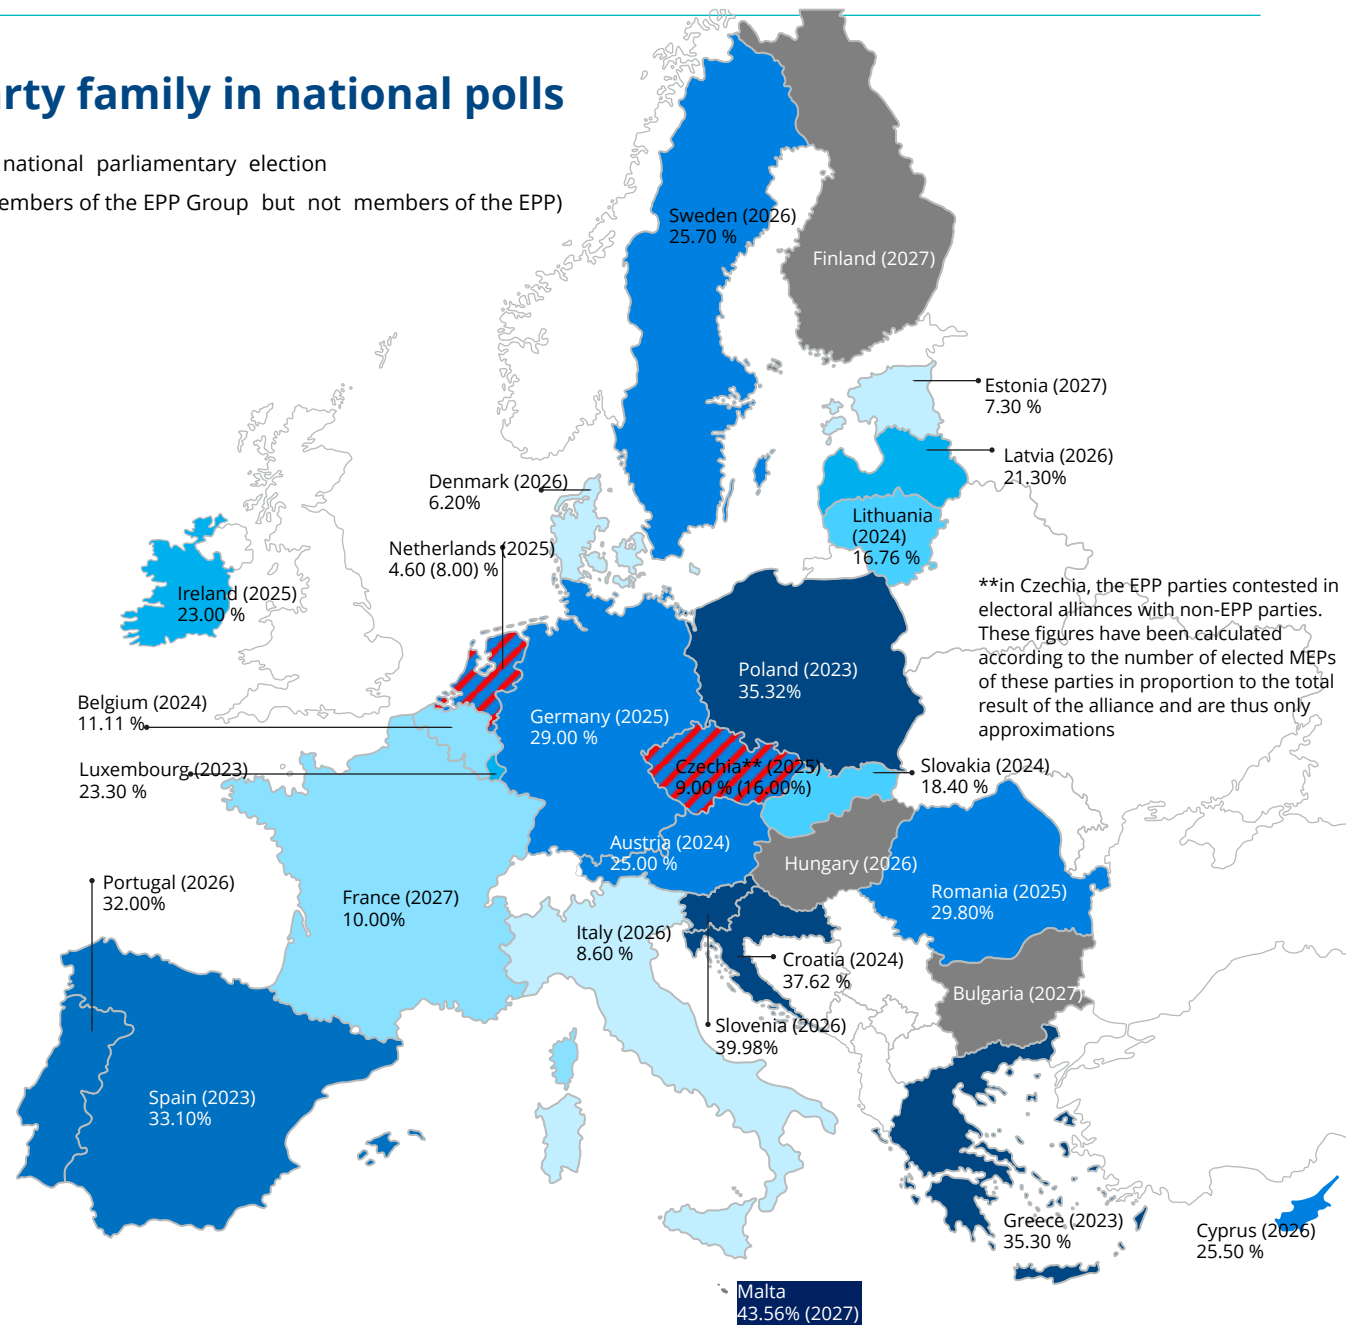 rty family in national polls
national parliamentary election
embers of the EPP Group but not members of the EPP)
Sweden (2026)
25.70 %
Finland (2027)
Estonia (2027)
7.30 %
Latvia (2026)
21.30%
Denmark (2026)
6.20%
Lithuania
(2024)
16.76 %
Netherlands (2025)
4.60 (8.00) %
Ireland (2025)
23.00 %
**in Czechia, the EPP parties contested in
electoral alliances with non-EPP parties.
These figures have been calculated
according to the number of elected MEPs
of these parties in proportion to the total
result of the alliance and are thus only
approximations
Poland (2023)
35.32%
Belgium (2024)
11.11 %
Germany (2025)
29.00 %
Luxembourg (2023)
23.30 %
Czechia** (2025)
9.00 % (16.00%)
Slovakia (2024)
18.40 %
Austria (2024)
25.00 %
Hungary (2026)
Portugal (2026)
32.00%
France (2027)
10.00%
Romania (2025)
29.80%
Italy (2026)
8.60 %
Croatia (2024)
37.62 %
Bulgaria (2027)
Slovenia (2026)
39.98%
Spain (2023)
33.10%
Greece (2023)
35.30 %
Cyprus (2026)
25.50 %
Malta
43.56% (2027)